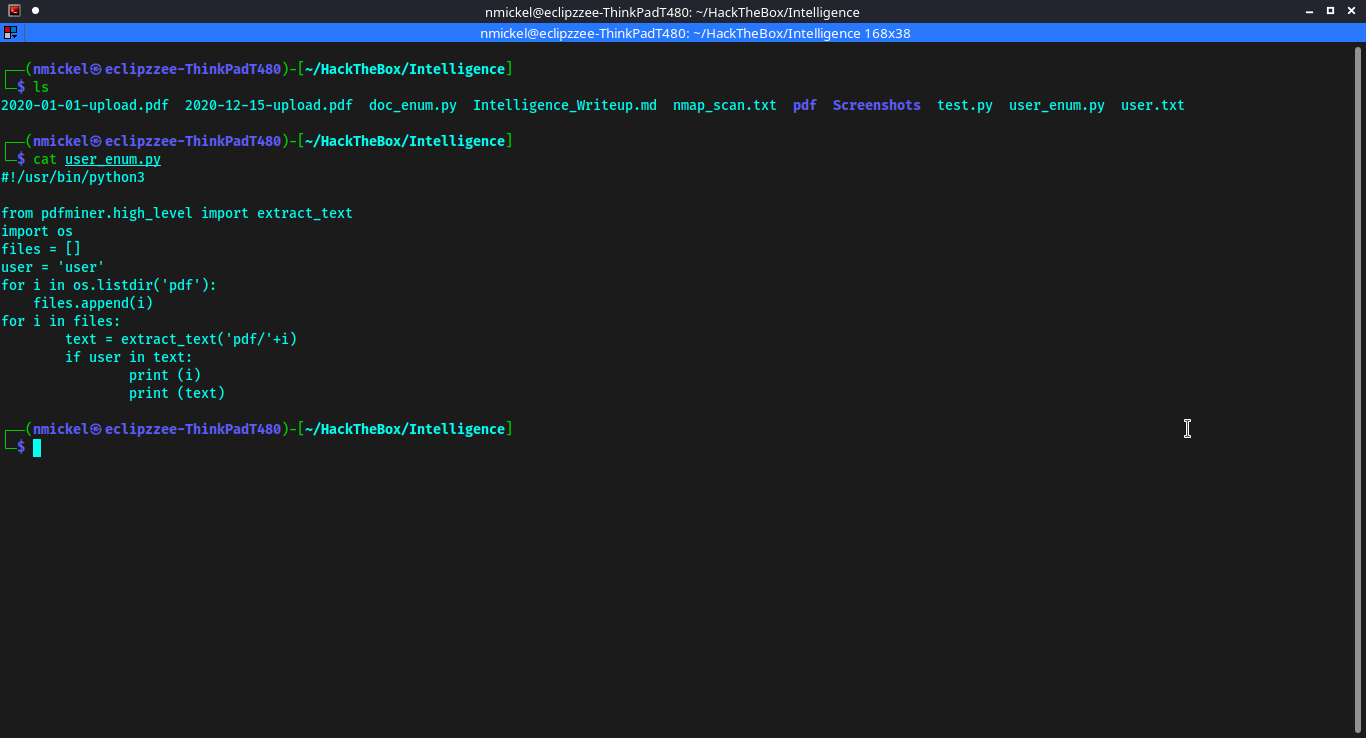 nmickel@eclipzzee-ThinkPadT480: ~/HackTheBox/Intelligence
nmickel@eclipzzee-ThinkPadT480: ~/HackTheBox/Intelligence 168x38
┌──(nmickel㉿eclipzzee-ThinkPadT480)-[~/HackTheBox/Intelligence]
└─$ ls
2020-01-01-upload.pdf  2020-12-15-upload.pdf  doc_enum.py  Intelligence_Writeup.md  nmap_scan.txt  pdf  Screenshots  test.py  user_enum.py  user.txt
┌──(nmickel㉿eclipzzee-ThinkPadT480)-[~/HackTheBox/Intelligence]
└─$ cat user_enum.py
#!/usr/bin/python3
from pdfminer.high_level import extract_text
import os
files = []
user = 'user'
for i in os.listdir('pdf'):
    files.append(i)
for i in files:
        text = extract_text('pdf/'+i)
        if user in text:
                print (i)
                print (text)
┌──(nmickel㉿eclipzzee-ThinkPadT480)-[~/HackTheBox/Intelligence]
└─$